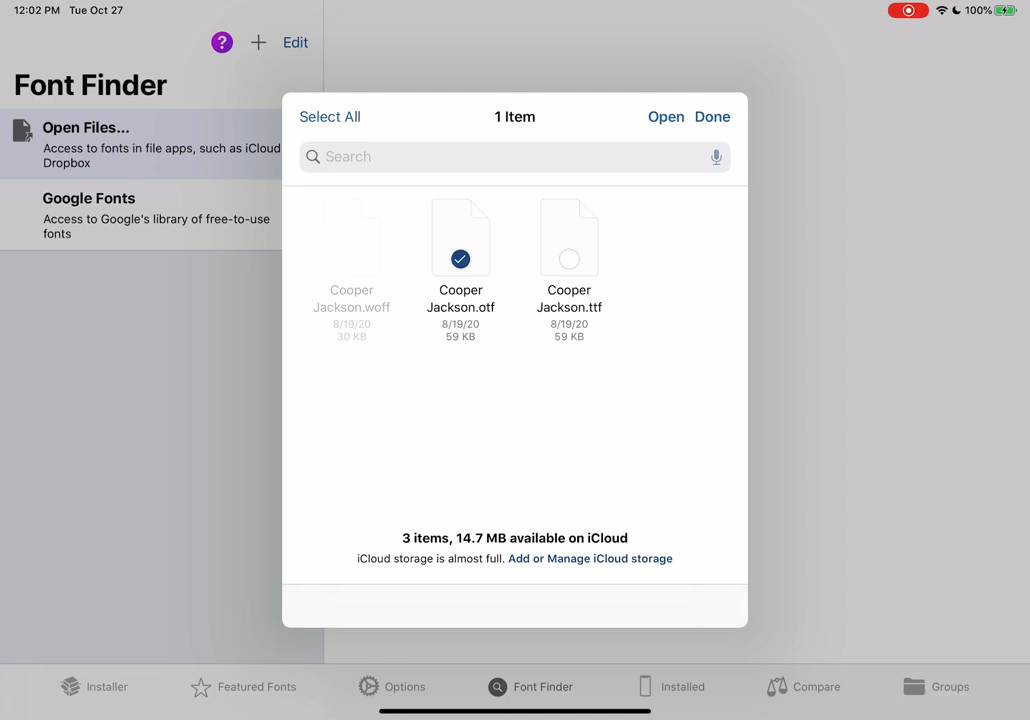 12:02 PM Tue Oct 27
100%
? + Edit
Font Finder
Open Files...
Access to fonts in file apps, such as iCloud
Dropbox
Google Fonts
Access to Google's library of free-to-use
fonts
Select All
1 Item
Open Done
Search
Cooper
Jackson.woff
8/19/20
30 KB
Cooper
Jackson.otf
8/19/20
59 KB
Cooper
Jackson.ttf
8/19/20
59 KB
3 items, 14.7 MB available on iCloud
iCloud storage is almost full. Add or Manage iCloud storage
Installer
Featured Fonts
Options
Font Finder
Installed
Compare
Groups